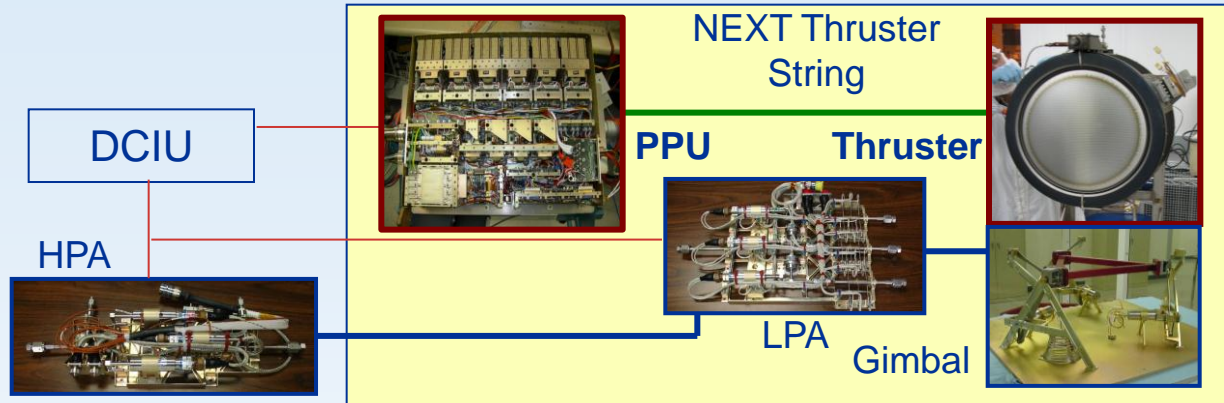 NEXT Thruster
String
DCIU
PPU
Thruster
HPA
LPA
Gimbal